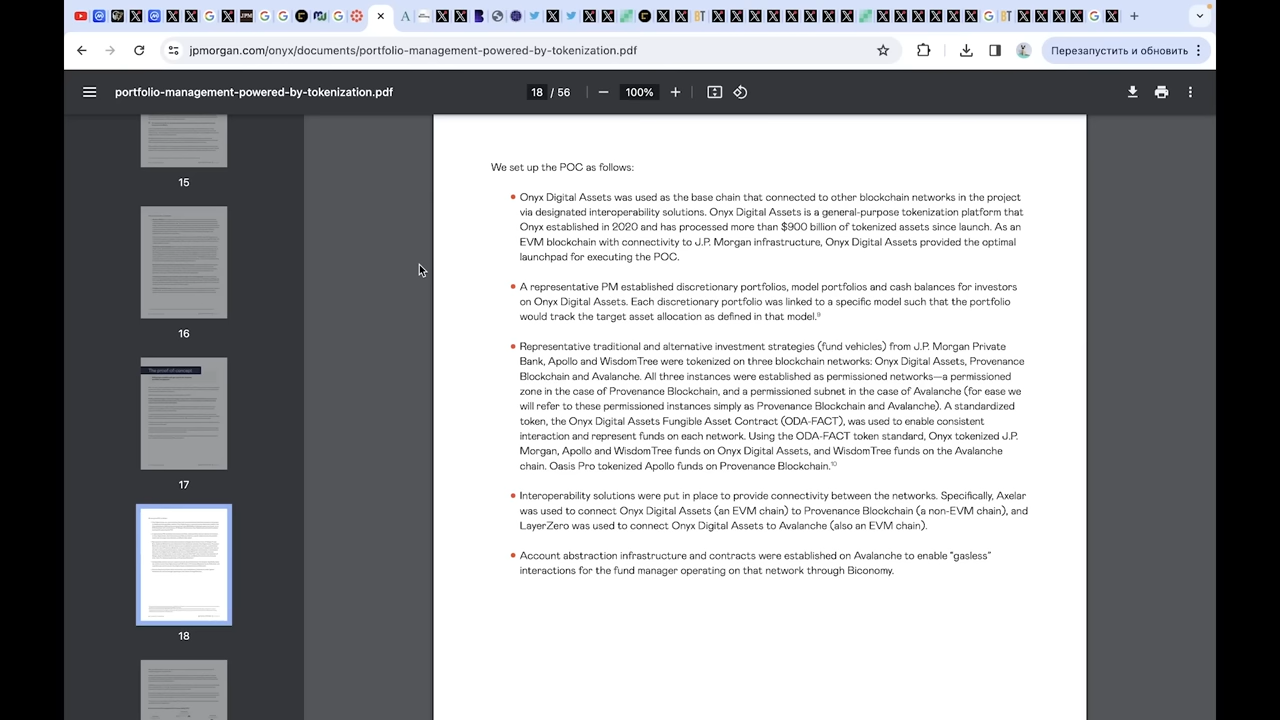 JPM
BT
BT
jpmorgan.com/onyx/documents/portfolio-management-powered-by-tokenization.pdf
Перезапустить и обновить
portfolio-management-powered-by-tokenization.pdf
18 / 56
100%
15
16
The proof of concept
17
18
We set up the POC as follows:
Onyx Digital Assets was used as the base chain that connected to other blockchain networks in the project
via designated interoperability solutions. Onyx Digital Assets is a general-purpose tokenization platform that
Onyx established in 2020 and has processed more than $900 billion of tokenized assets since launch. As an
EVM blockchain with connectivity to J.P. Morgan infrastructure, Onyx Digital Assets provided the optimal
launchpad for executing the POC.
A representative PM established discretionary portfolios, model portfolios and cash balances for investors
on Onyx Digital Assets. Each discretionary portfolio was linked to a specific model such that the portfolio
would track the target asset allocation as defined in that model.⁹
Representative traditional and alternative investment strategies (fund vehicles) from J.P. Morgan Private
Bank, Apollo and WisdomTree were tokenized on three blockchain networks: Onyx Digital Assets, Provenance
Blockchain and Avalanche. All three instances were established as permissioned networks—a permissioned
zone in the case of Provenance Blockchain, and a permissioned subnet in the case of Avalanche (for ease we
will refer to these permissioned instances simply as Provenance Blockchain and Avalanche). A standardized
token, the Onyx Digital Assets Fungible Asset Contract (ODA-FACT), was used to enable consistent
interaction and represent funds on each network. Using the ODA-FACT token standard, Onyx tokenized J.P.
Morgan, Apollo and WisdomTree funds on Onyx Digital Assets, and WisdomTree funds on the Avalanche
chain. Oasis Pro tokenized Apollo funds on Provenance Blockchain.¹⁰
Interoperability solutions were put in place to provide connectivity between the networks. Specifically, Axelar
was used to connect Onyx Digital Assets (an EVM chain) to Provenance Blockchain (a non-EVM chain), and
LayerZero was used to connect Onyx Digital Assets to Avalanche (also an EVM chain).
Account abstraction infrastructure and contracts were established on Avalanche to enable "gasless"
interactions for the fund manager operating on that network through Biconomy.